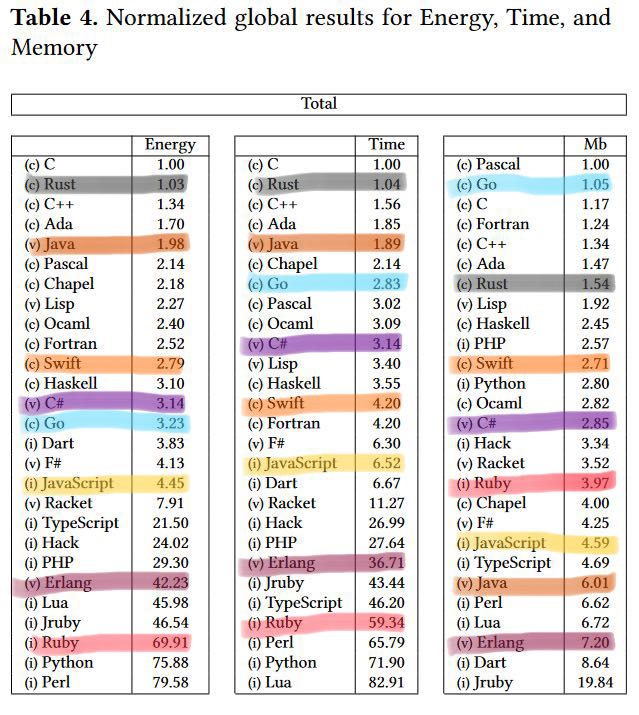 Table 4. Normalized global results for Energy, Time, and
Memory
Total
Energy
(c) C 1.00
(c) Rust 1.03
(c) C++ 1.34
(c) Ada 1.70
(v) Java 1.98
(c) Pascal 2.14
(c) Chapel 2.18
(v) Lisp 2.27
(c) Ocaml 2.40
(c) Fortran 2.52
(c) Swift 2.79
(c) Haskell 3.10
(v) C# 3.14
(c) Go 3.23
(i) Dart 3.83
(v) F# 4.13
(i) JavaScript 4.45
(v) Racket 7.91
(i) TypeScript 21.50
(i) Hack 24.02
(i) PHP 29.30
(v) Erlang 42.23
(i) Lua 45.98
(i) Jruby 46.54
(i) Ruby 69.91
(i) Python 75.88
(i) Perl 79.58
Time
(c) C 1.00
(c) Rust 1.04
(c) C++ 1.56
(c) Ada 1.85
(v) Java 1.89
(c) Chapel 2.14
(c) Go 2.83
(c) Pascal 3.02
(c) Ocaml 3.09
(v) C# 3.14
(v) Lisp 3.40
(c) Haskell 3.55
(c) Swift 4.20
(c) Fortran 4.20
(v) F# 6.30
(i) JavaScript 6.52
(i) Dart 6.67
(v) Racket 11.27
(i) Hack 26.99
(i) PHP 27.64
(v) Erlang 36.71
(i) Jruby 43.44
(i) TypeScript 46.20
(i) Ruby 59.34
(i) Perl 65.79
(i) Python 71.90
(i) Lua 82.91
Mb
(c) Pascal 1.00
(c) Go 1.05
(c) C 1.17
(c) Fortran 1.24
(c) C++ 1.34
(c) Ada 1.47
(c) Rust 1.54
(v) Lisp 1.92
(c) Haskell 2.45
(i) PHP 2.57
(c) Swift 2.71
(i) Python 2.80
(c) Ocaml 2.82
(v) C# 2.85
(i) Hack 3.34
(v) Racket 3.52
(i) Ruby 3.97
(c) Chapel 4.00
(v) F# 4.25
(i) JavaScript 4.59
(i) TypeScript 4.69
(v) Java 6.01
(i) Perl 6.62
(i) Lua 6.72
(v) Erlang 7.20
(i) Dart 8.64
(i) Jruby 19.84